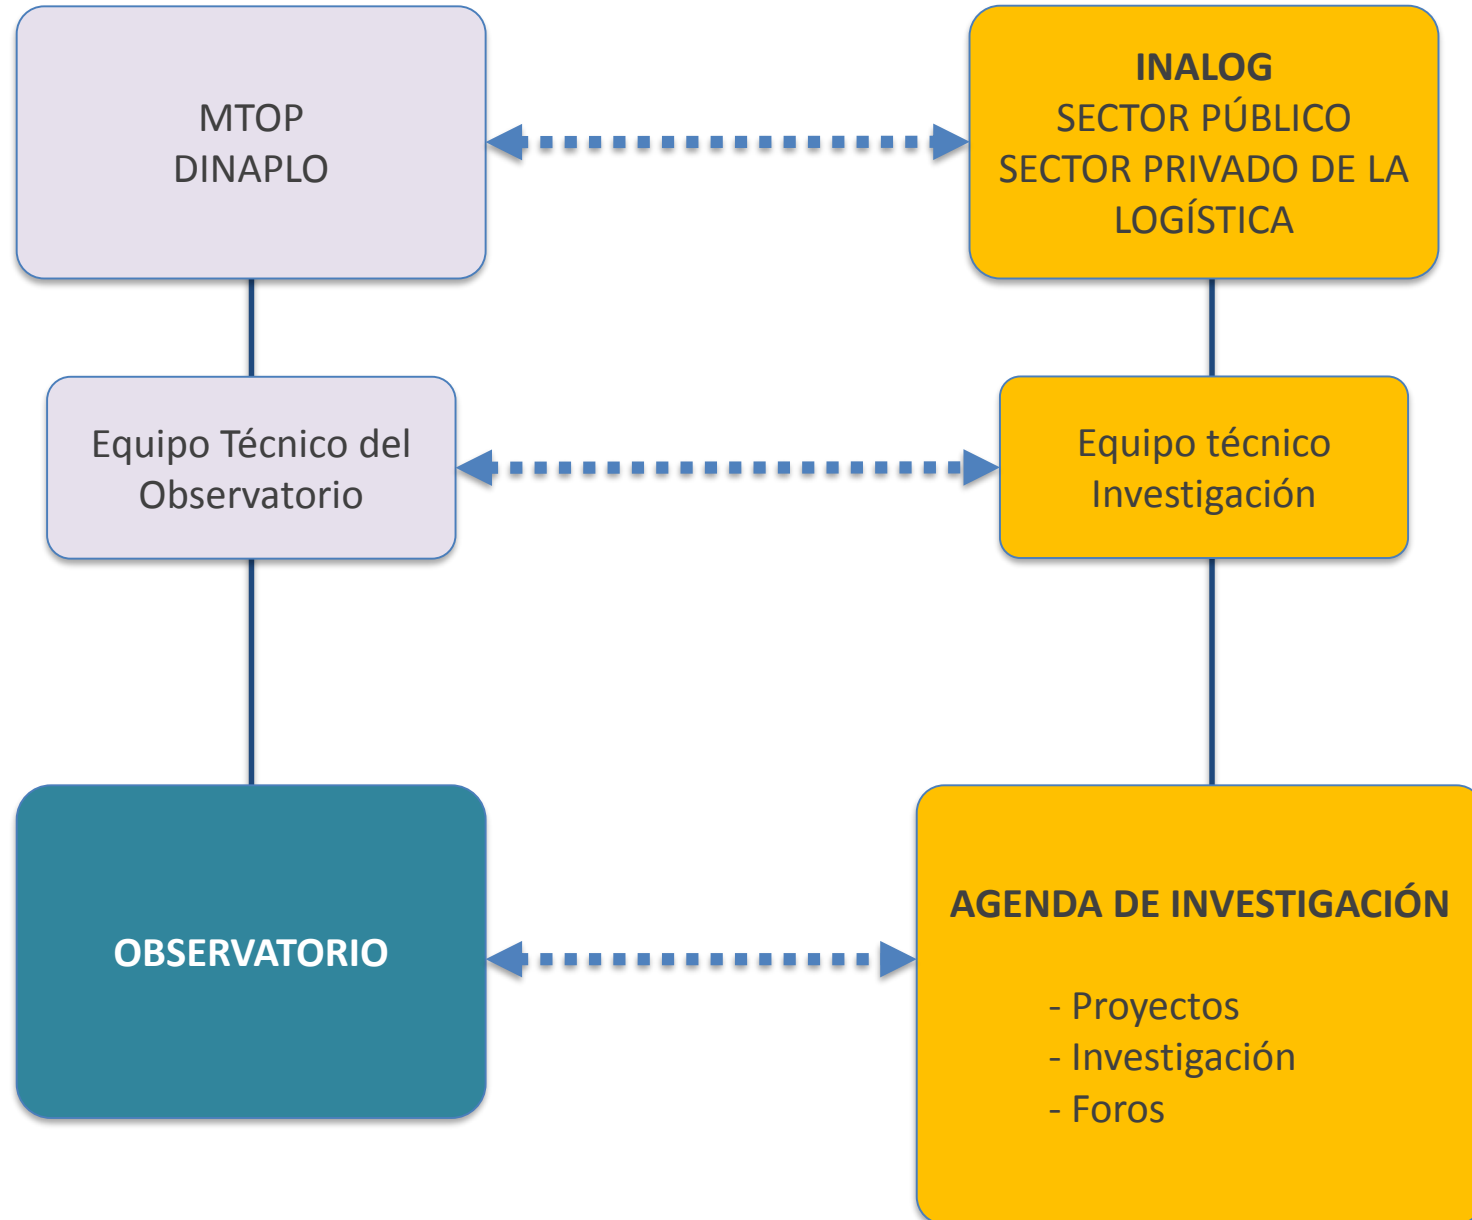 MTOP
DINAPLO
INALOG
SECTOR PÚBLICO
SECTOR PRIVADO DE LA
LOGÍSTICA
Equipo Técnico del
Observatorio
Equipo técnico
Investigación
OBSERVATORIO
AGENDA DE INVESTIGACIÓN
- Proyectos
- Investigación
- Foros